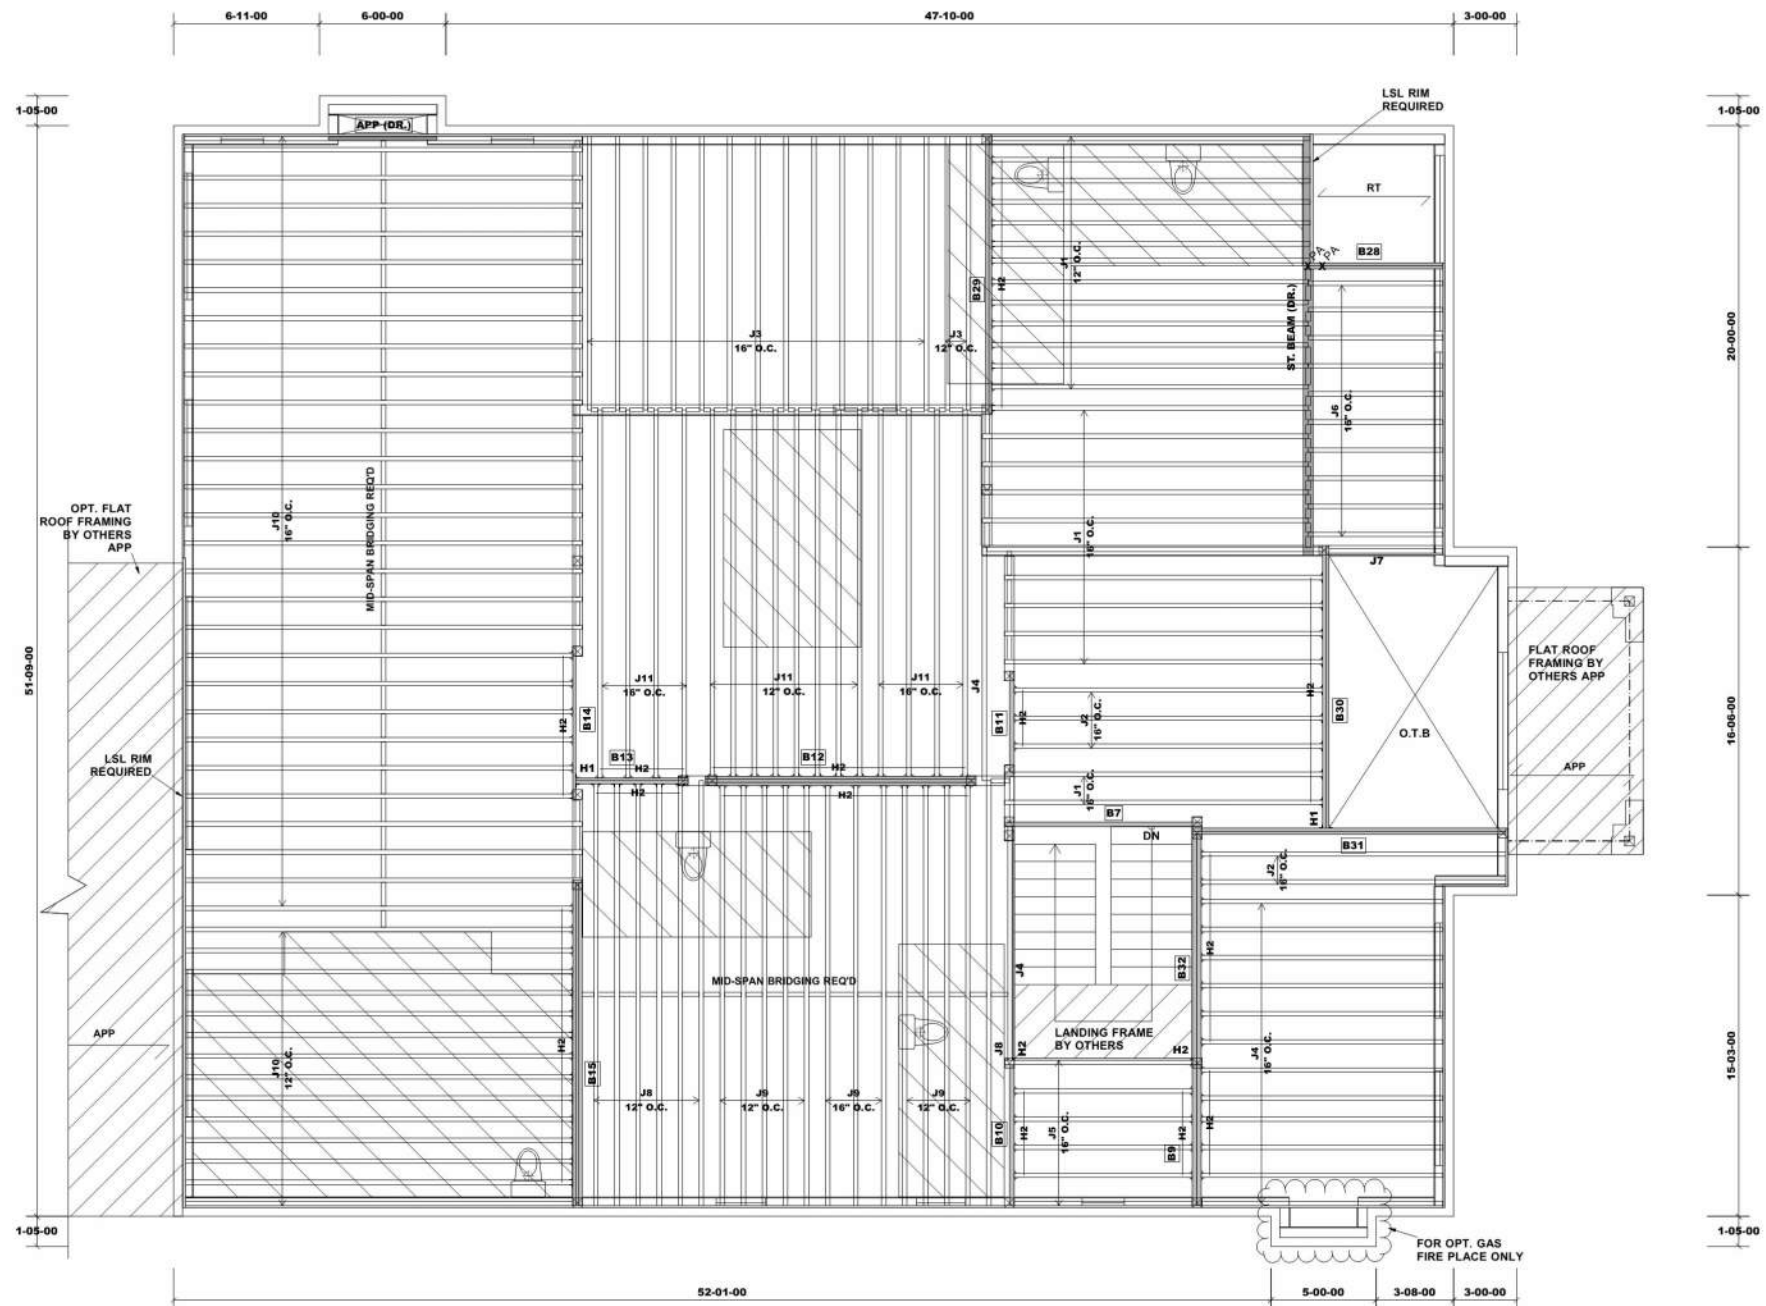 6-11-00
6-00-00
47-10-00
3-00-00
1-05-00
1-05-00
LSL RIM
REQUIRED
APP (DR.)
RT
PA
PA
B28
J1
12" O.C.
H2
B29
ST. BEAM (DR.)
J3
16" O.C.
J3
12" O.C.
20-00-00
J6
16" O.C.
MID-SPAN BRIDGING REQ'D
J10
16" O.C.
OPT. FLAT
ROOF FRAMING
BY OTHERS
APP
J1
16" O.C.
J7
51-09-00
FLAT ROOF
FRAMING BY
OTHERS APP
J11
16" O.C.
J11
12" O.C.
J11
16" O.C.
J4
H2
B14
B11
H2
J2
16" O.C.
H2
B30
16-06-00
O.T.B
LSL RIM
REQUIRED
B13
B12
H1
H2
H2
APP
H2
H2
J1
16" O.C.
B7
H1
DN
B31
J2
16" O.C.
H2
MID-SPAN BRIDGING REQ'D
J4
B32
APP
LANDING FRAME
BY OTHERS
H2
J8
H2
H2
J10
12" O.C.
B15
J4
16" O.C.
15-03-00
J8
12" O.C.
J9
12" O.C.
J9
16" O.C.
J9
12" O.C.
B10
H2
J5
16" O.C.
H2
B9
H2
1-05-00
1-05-00
FOR OPT. GAS
FIRE PLACE ONLY
52-01-00
5-00-00
3-08-00
3-00-00